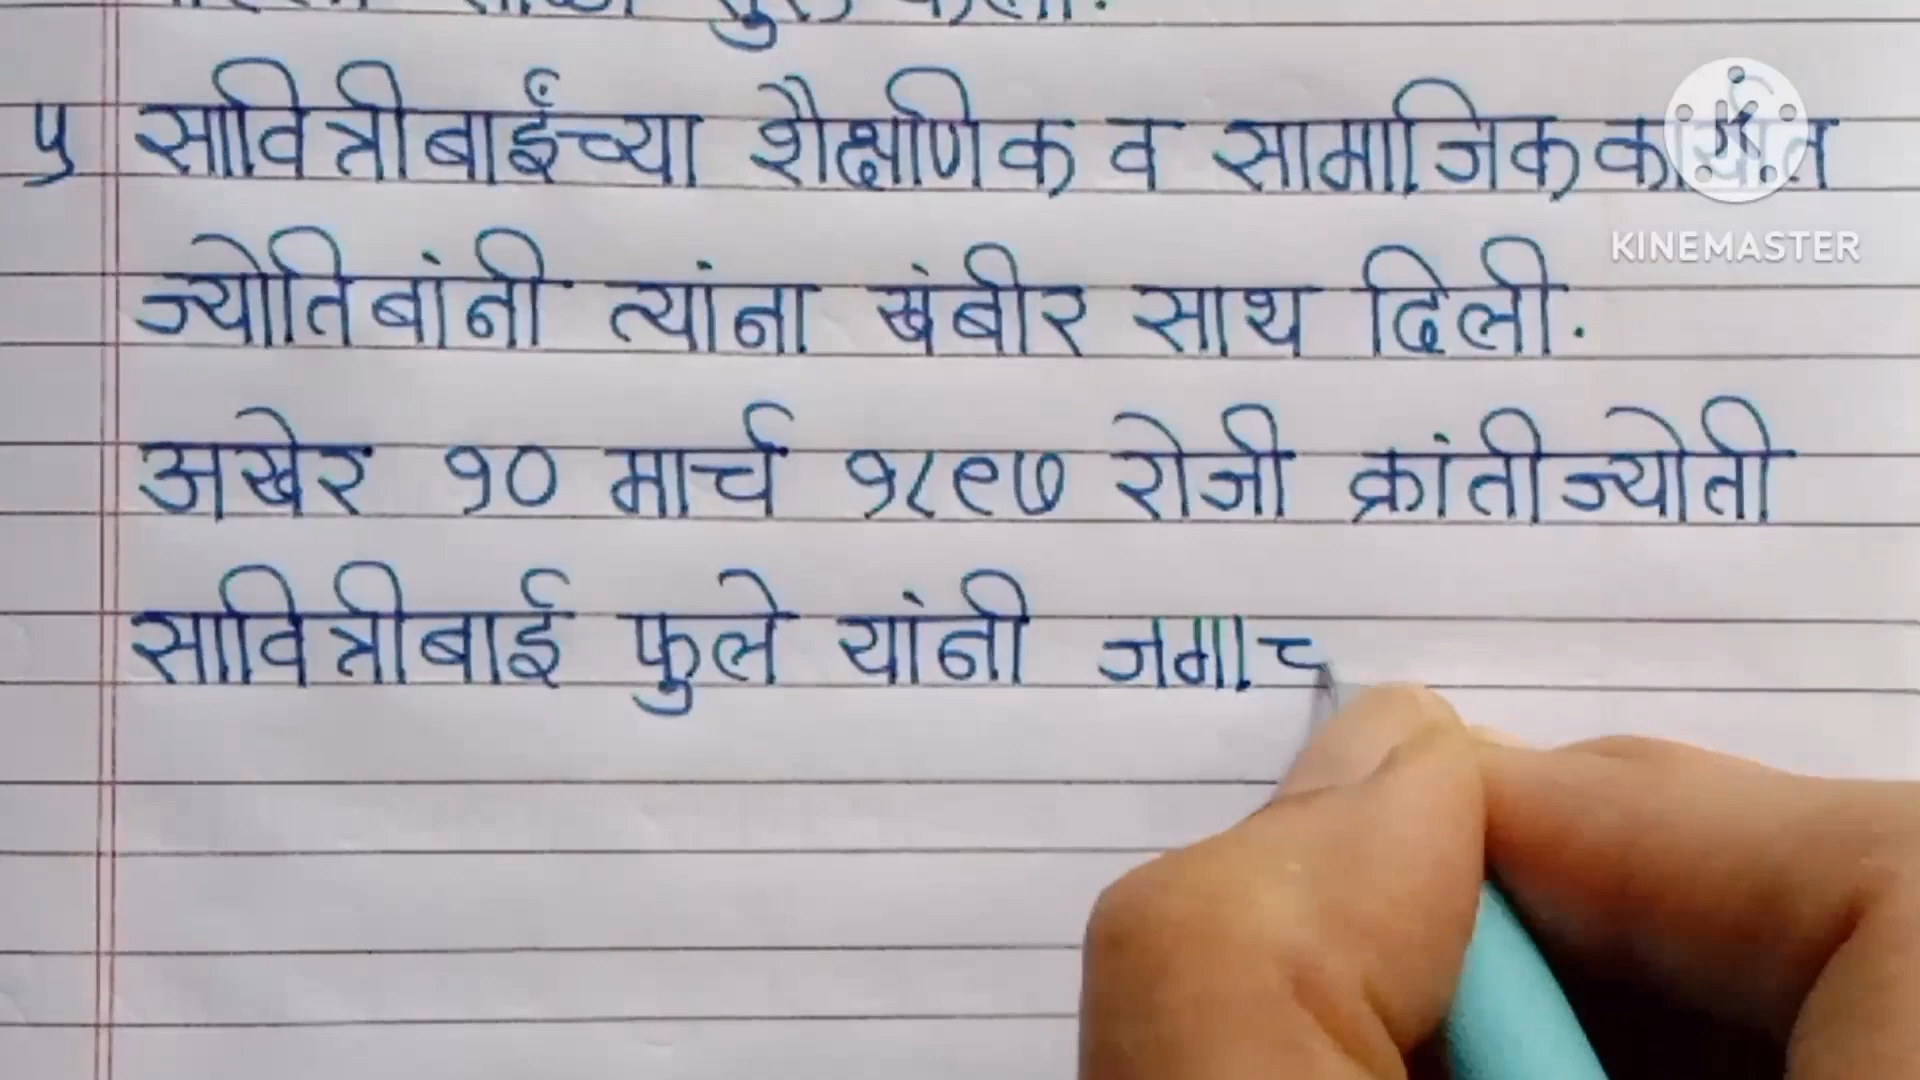 ५ सावित्रीबाईंच्या शैक्षणिक व सामाजिक कार्यात
KINEMASTER
ज्योतिबांनी त्यांना खंबीर साथ दिली.
अखेर १० मार्च १८९७ रोजी क्रांतीज्योती
सावित्रीबाई फुले यांनी जगाच